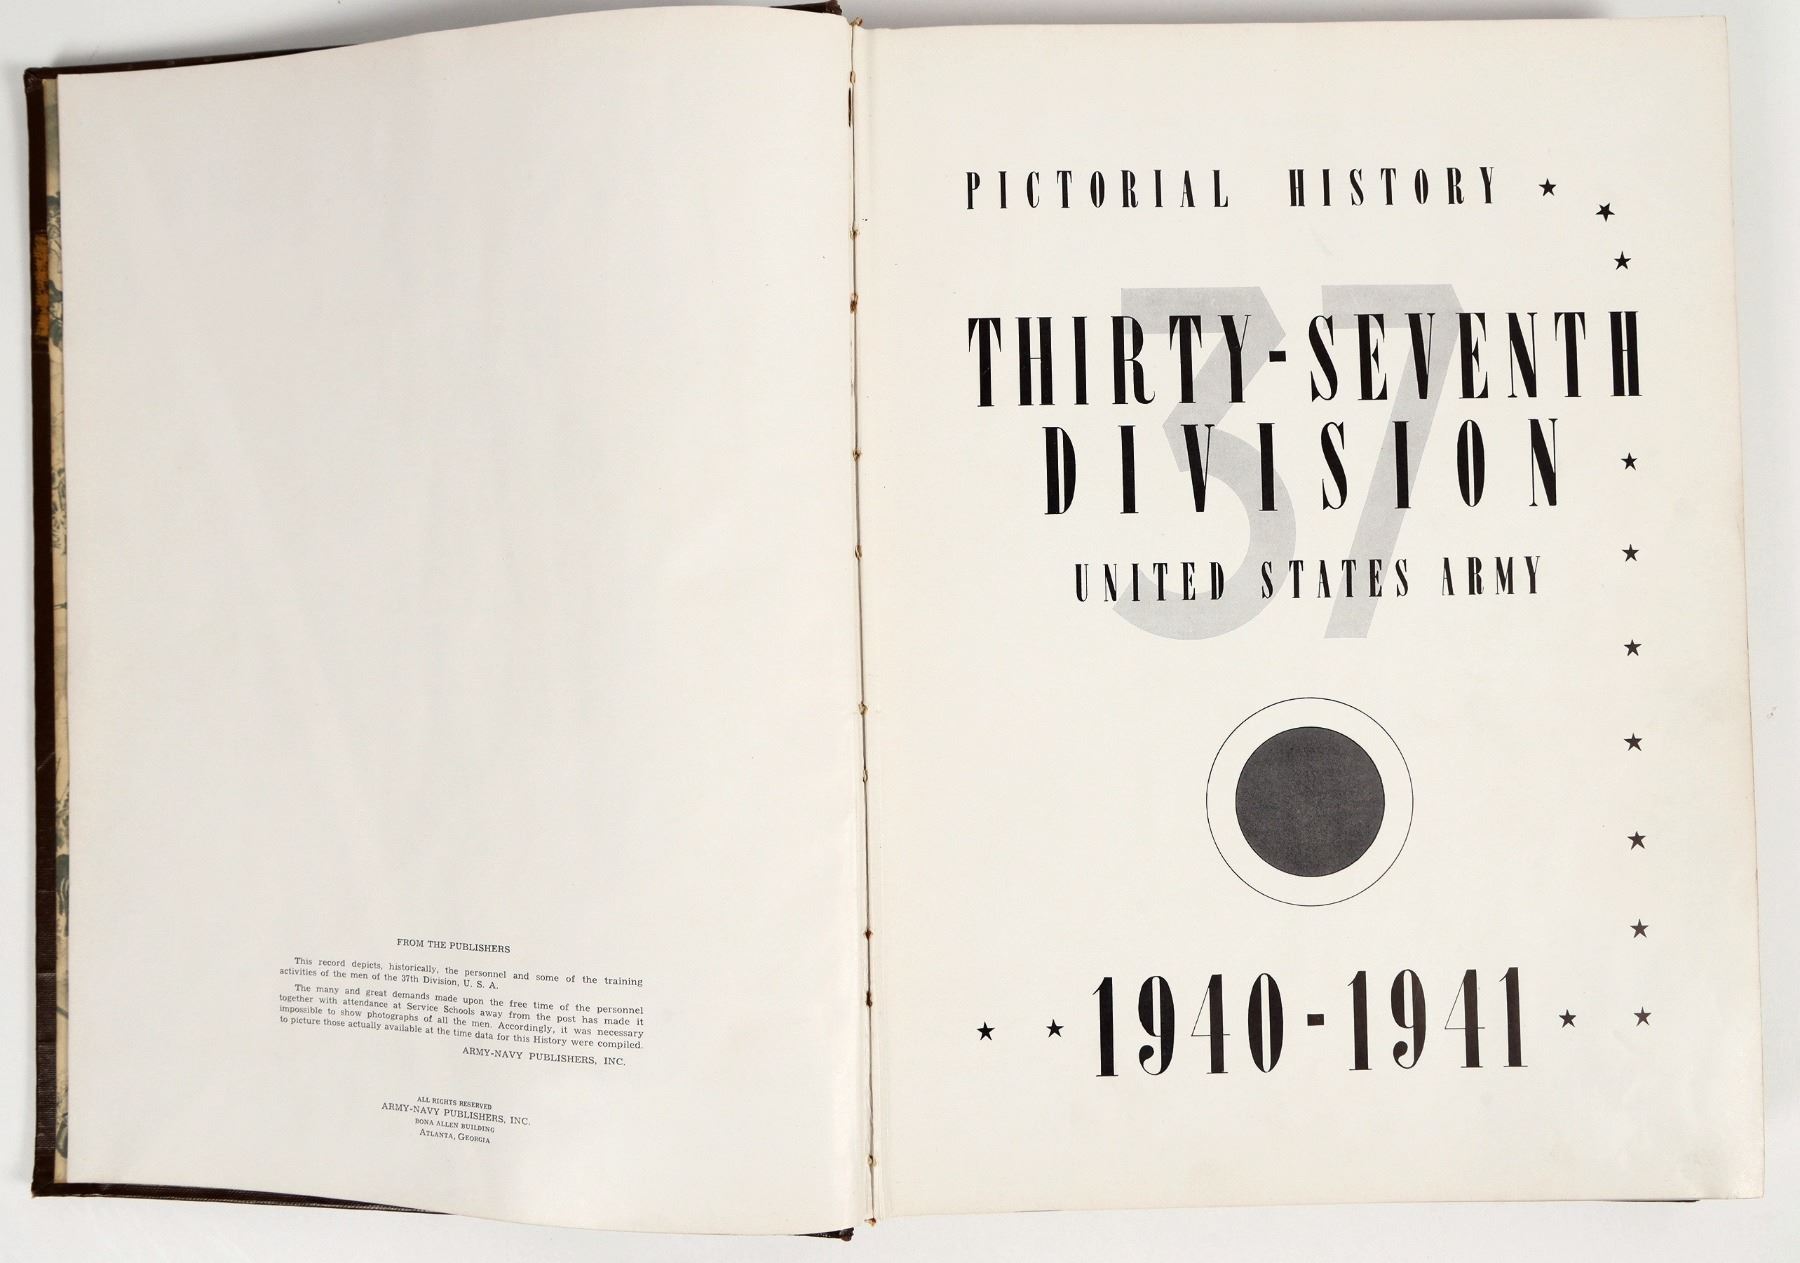 FROM THE PUBLISHERS
This record depicts, historically, the personnel and some of the training
activities of the men of the 37th Division, U. S. A.
The many and great demands made upon the free time of the personnel
together with attendance at Service Schools away from the post has made it
impossible to show photographs of all the men. Accordingly, it was necessary
to picture those actually available at the time data for this History were compiled.
ARMY-NAVY PUBLISHERS, INC.
ALL RIGHTS RESERVED
ARMY-NAVY PUBLISHERS, INC.
BONA ALLEN BUILDING
ATLANTA, GEORGIA
PICTORIAL HISTORY
37
THIRTY-SEVENTH
DIVISION
UNITED STATES ARMY
1940-1941